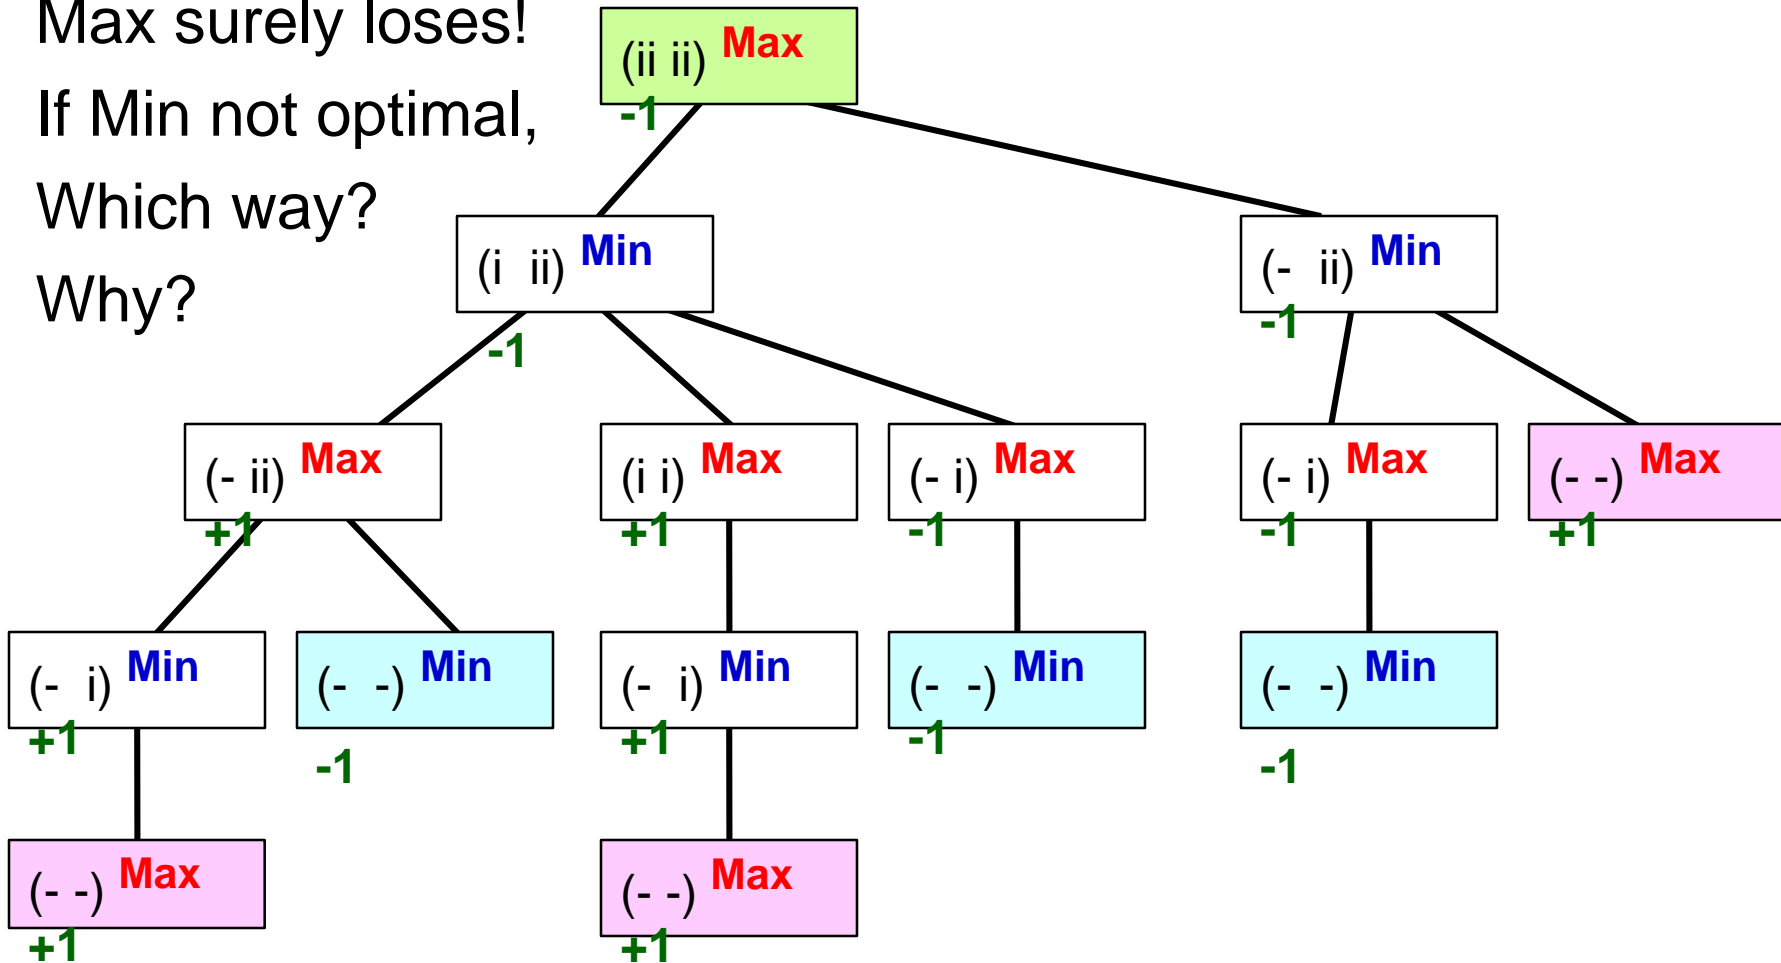 Max surely loses!
If Min not optimal,
Which way?
Why?
(ii ii) Max
-1
(i ii) Min
-1
(- ii) Min
-1
(- ii) Max
+1
(i i) Max
+1
(- i) Max
-1
(- i) Max
-1
(- -) Max
+1
(- i) Min
+1
(- -) Min
-1
(- i) Min
+1
(- -) Min
-1
(- -) Min
-1
(- -) Max
+1
(- -) Max
+1